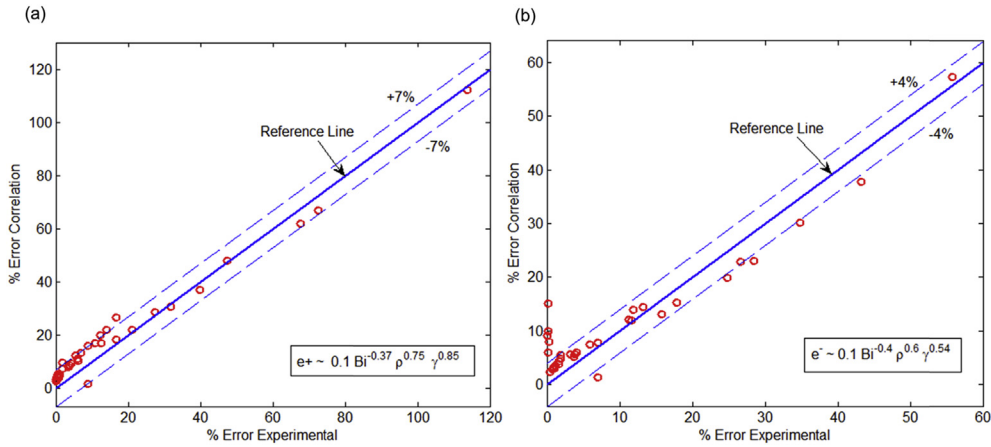 (a)
120
100
80
60
40
20
0
0 20 40 60 80 100 120
% Error Correlation
% Error Experimental
+7%
Reference Line
-7%
e+ ~ 0.1 Bi^-0.37 ρ^0.75 γ^0.85
(b)
60
50
40
30
20
10
0
0 10 20 30 40 50 60
% Error Correlation
% Error Experimental
+4%
Reference Line
-4%
e^- ~ 0.1 Bi^-0.4 ρ^0.6 γ^0.54